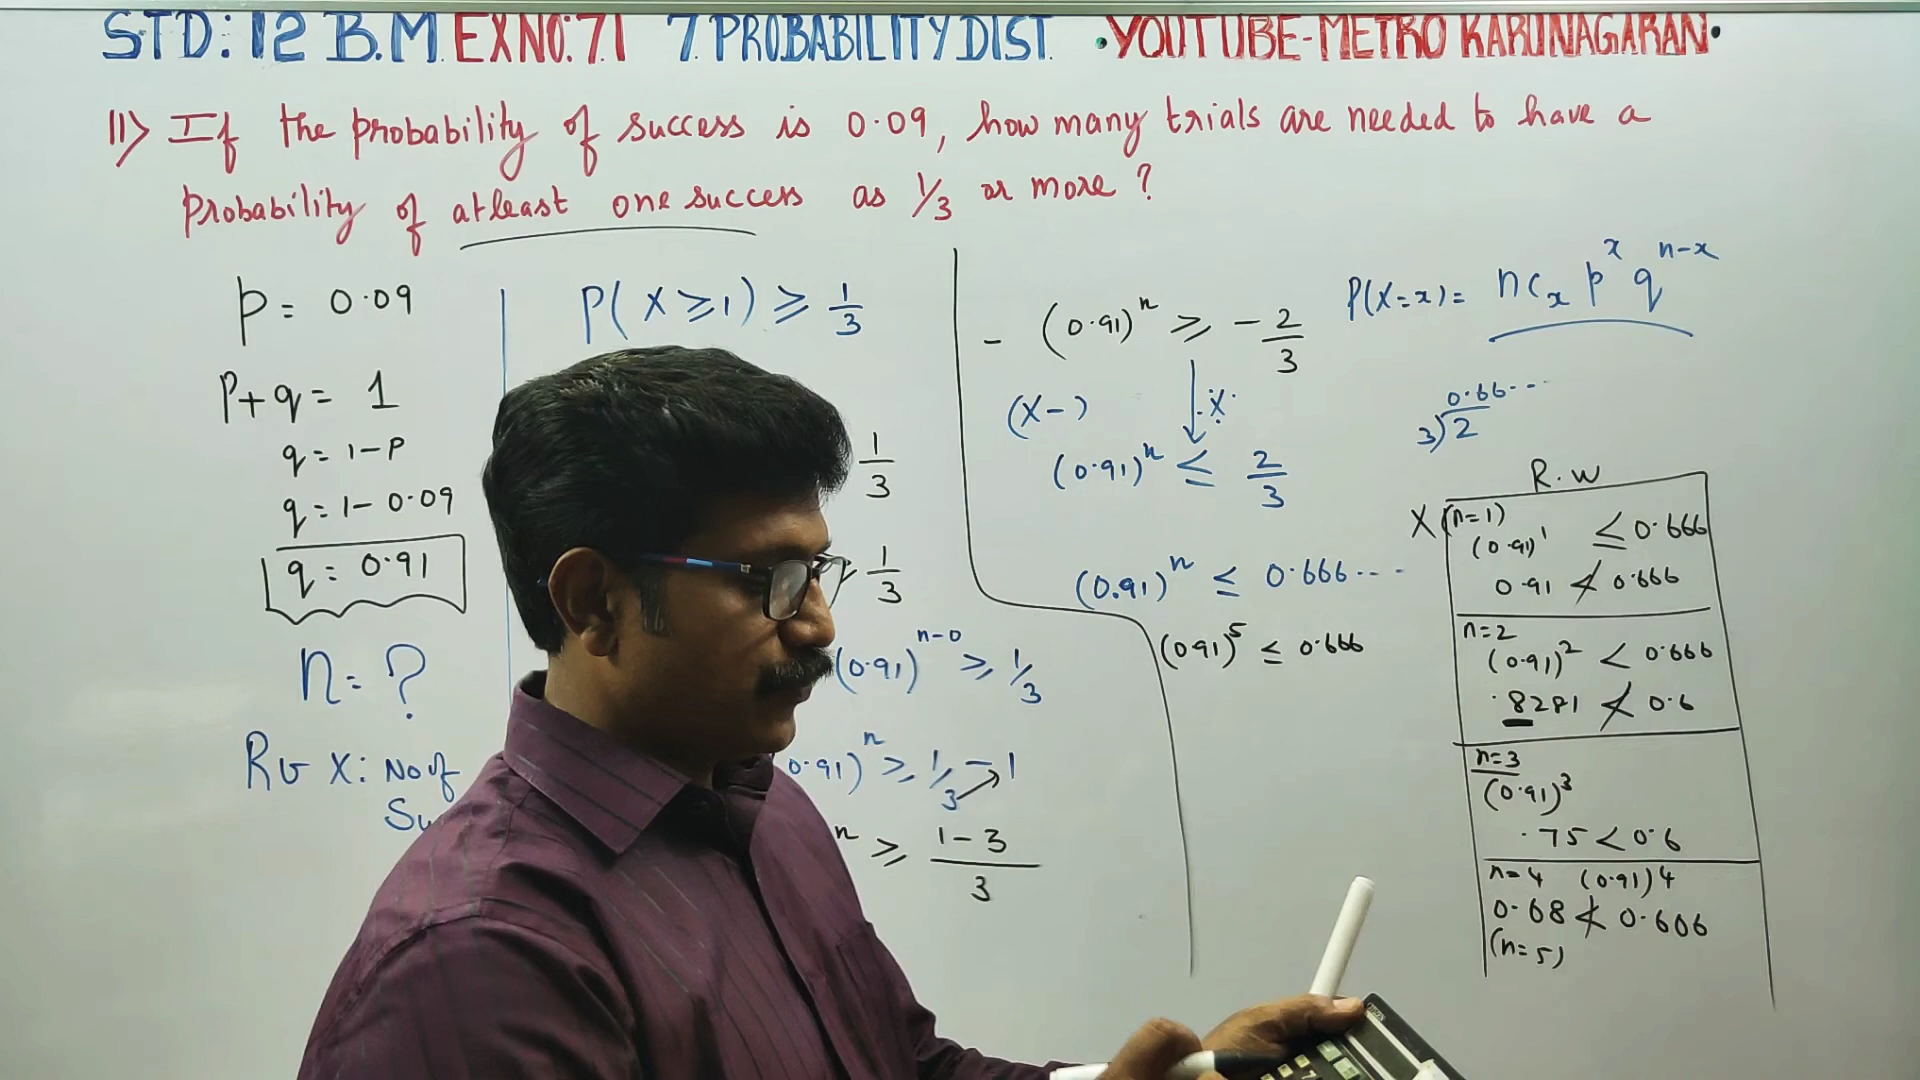 STD: 12 B.M. EX NO: 7.1 7. PROBABILITY DIST. •YOUTUBE-METRO KARUNAGARAN•
11) If the probability of success is 0.09, how many trials are needed to have a
probability of atleast one success as 1/3 or more?
p = 0.09
p+q = 1
q = 1-p
q = 1-0.09
q = 0.91
n = ?
Rv X: No of
Su
P(X ≥ 1) ≥ 1/3
1/3
1/3
(0.91)^{n-0} ≥ 1/3
0.91)^n ≥ 1/3 - 1
n ≥ (1-3)/3
- (0.91)^n ≥ - 2/3
(X-)
(0.91)^n ≤ 2/3
(0.91)^n ≤ 0.666...
(0.91)^5 ≤ 0.666
P(X=x) = nCx p^x q^{n-x}
0.66...
3)2
R.W
X (n=1)
(0.91)^1 ≤ 0.666
0.91 ≮ 0.666
n=2
(0.91)^2 < 0.666
.8281 ≮ 0.6
n=3
(0.91)^3
.75 < 0.6
n=4 (0.91)^4
0.68 ≮ 0.606
(n=5)